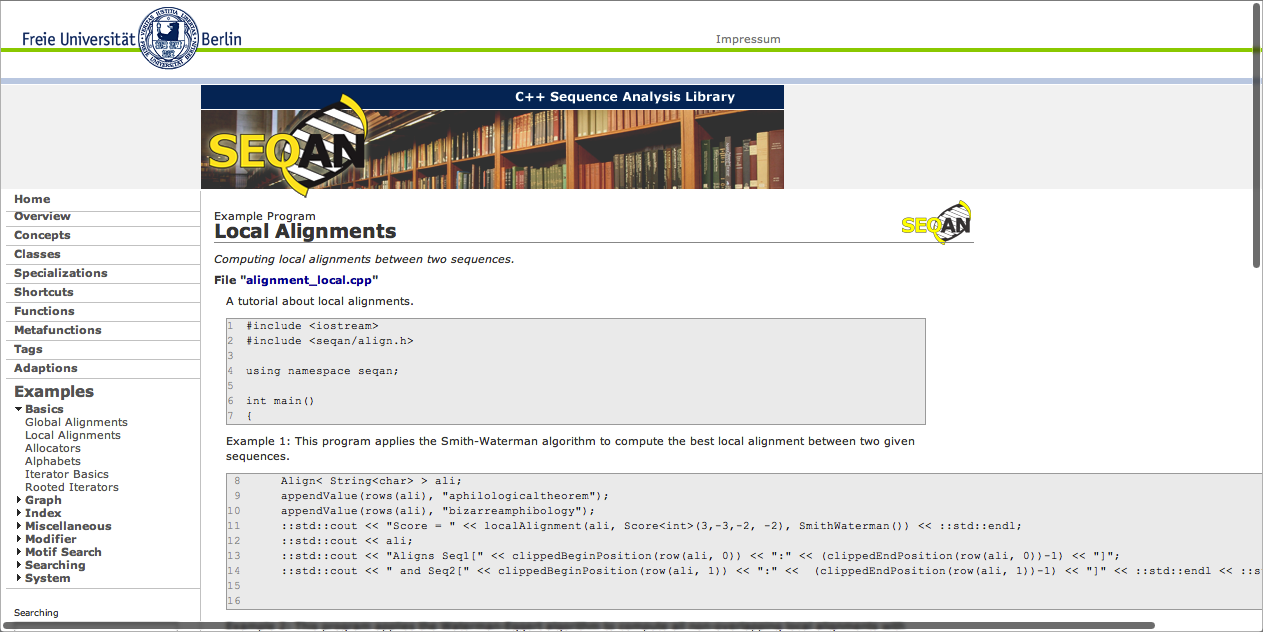 Freie Universität Berlin
Impressum
C++ Sequence Analysis Library
SEQAN
Home
Overview
Concepts
Classes
Specializations
Shortcuts
Functions
Metafunctions
Tags
Adaptions
Examples
Basics
Global Alignments
Local Alignments
Allocators
Alphabets
Iterator Basics
Rooted Iterators
Graph
Index
Miscellaneous
Modifier
Motif Search
Searching
System
Searching
Example Program
Local Alignments
SEQAN
Computing local alignments between two sequences.
File "alignment_local.cpp"
A tutorial about local alignments.
1 #include <iostream>
2 #include <seqan/align.h>
3
4 using namespace seqan;
5
6 int main()
7 {
Example 1: This program applies the Smith-Waterman algorithm to compute the best local alignment between two given
sequences.
8 Align< String<char> > ali;
9 appendValue(rows(ali), "aphilologicaltheorem");
10 appendValue(rows(ali), "bizarreamphibology");
11 ::std::cout << "Score = " << localAlignment(ali, Score<int>(3,-3,-2, -2), SmithWaterman()) << ::std::endl;
12 ::std::cout << ali;
13 ::std::cout << "Aligns Seq1[" << clippedBeginPosition(row(ali, 0)) << ":" << (clippedEndPosition(row(ali, 0))-1) << "]";
14 ::std::cout << " and Seq2[" << clippedBeginPosition(row(ali, 1)) << ":" <<  (clippedEndPosition(row(ali, 1))-1) << "]" << ::std::endl << ::s
15
16